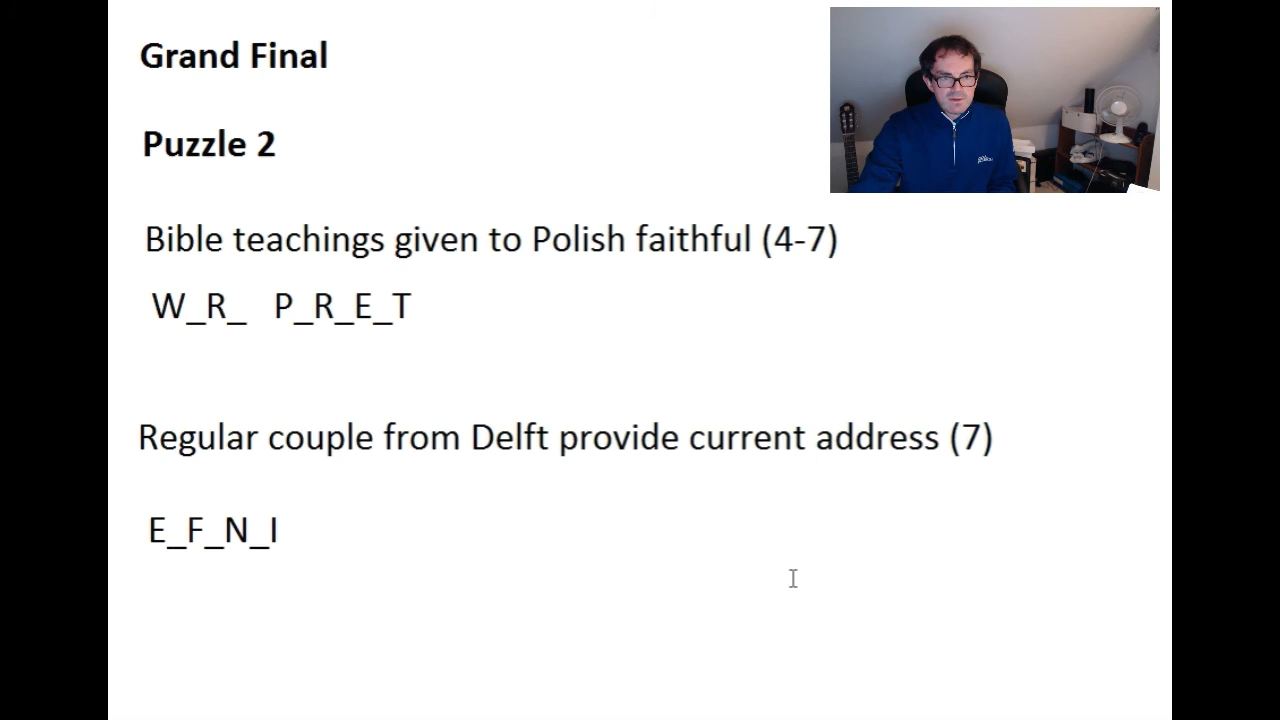 Grand Final
Puzzle 2
Bible teachings given to Polish faithful (4-7)
W_R_ P_R_E_T
Regular couple from Delft provide current address (7)
E_F_N_I